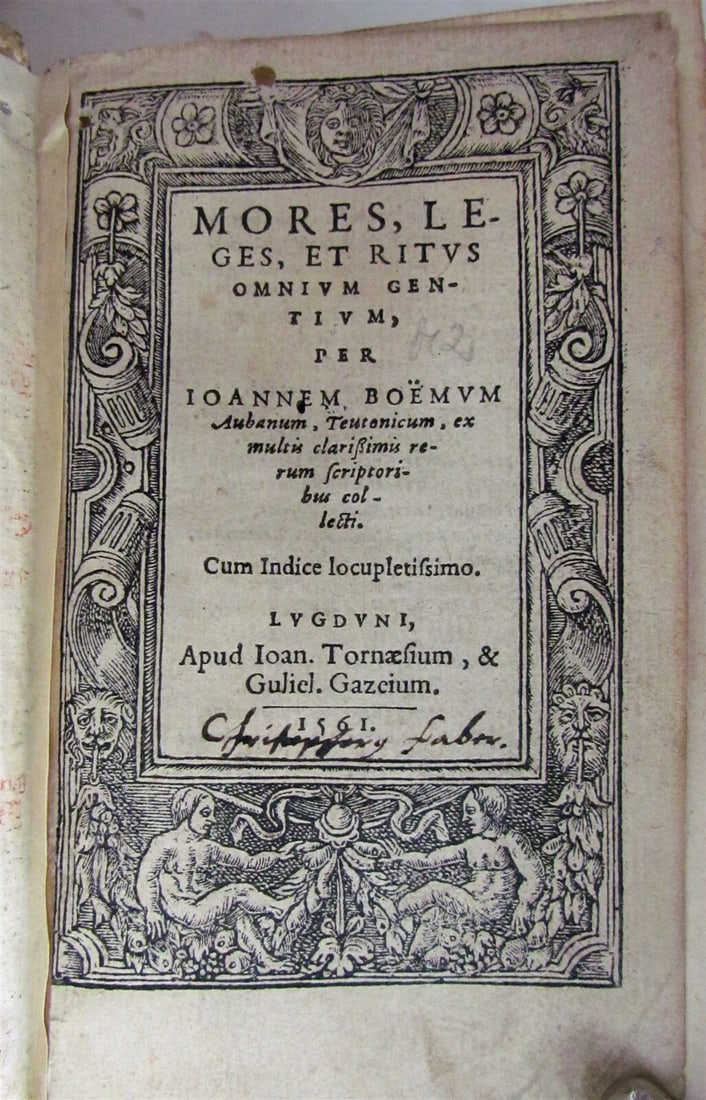 MORES, LE-
GES, ET RITVS
OMNIVM GEN-
TIVM,
PER
IOANNEM BOËMVM
Aubanum, Teutonicum, ex
multis clarißimis re-
rum ſcriptori-
bus col-
lecti.
Cum Indice locupletiſsimo.
LVGDVNI,
Apud Ioan. Tornæſium, &
Guliel. Gazeium.
1561.
Faber.